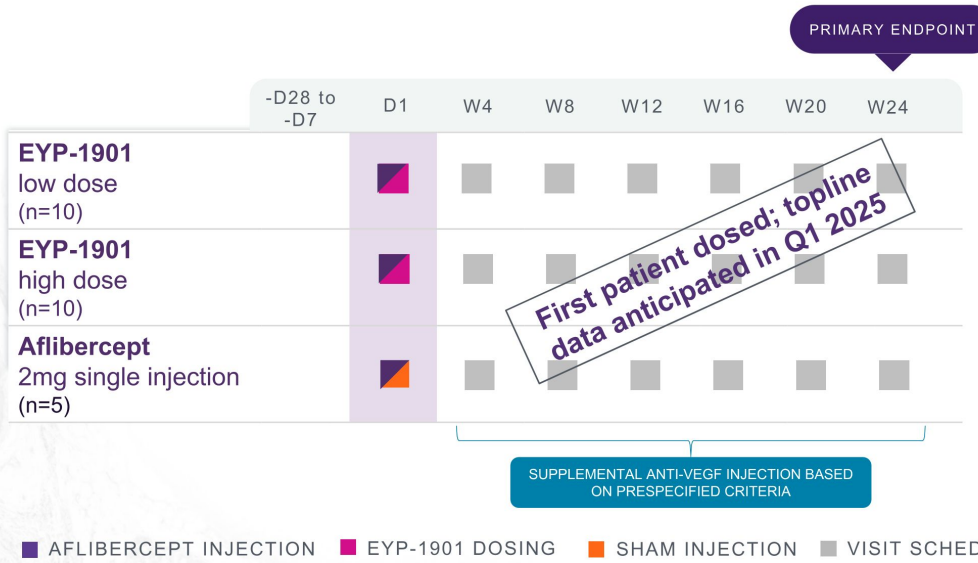 PRIMARY ENDPOINT
-D28 to
-D7
D1
W4
W8
W12
W16
W20
W24
EYP-1901
low dose
(n=10)
EYP-1901
high dose
(n=10)
Aflibercept
2mg single injection
(n=5)
First patient dosed; topline
data anticipated in Q1 2025
SUPPLEMENTAL ANTI-VEGF INJECTION BASED
ON PRESPECIFIED CRITERIA
AFLIBERCEPT INJECTION
EYP-1901 DOSING
SHAM INJECTION
VISIT SCHED